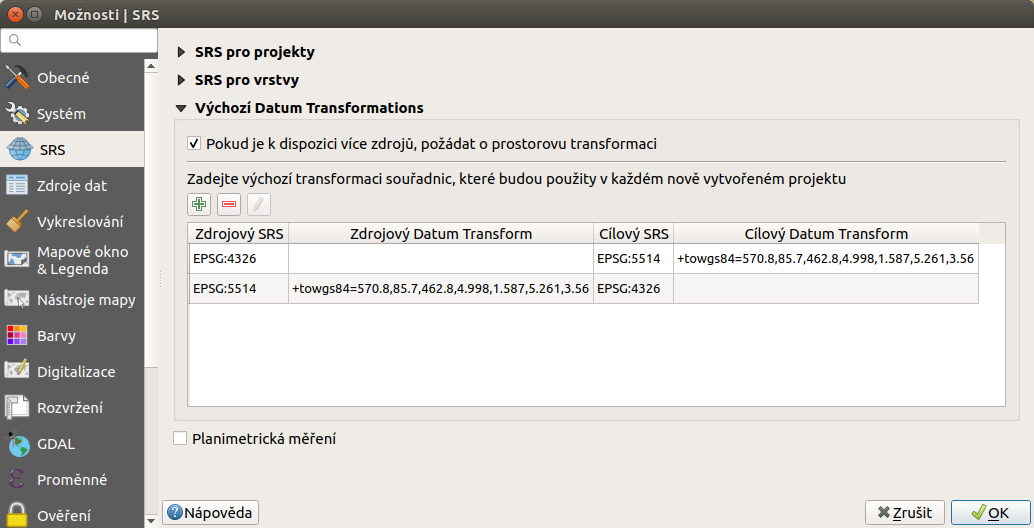 Možnosti | SRS
Obecné
Systém
SRS
Zdroje dat
Vykreslování
Mapové okno
& Legenda
Nástroje mapy
Barvy
Digitalizace
Rozvržení
GDAL
Proměnné
Ověření
SRS pro projekty
SRS pro vrstvy
Výchozí Datum Transformations
Pokud je k dispozici více zdrojů, požádat o prostorovu transformaci
Zadejte výchozí transformaci souřadnic, které budou použity v každém nově vytvořeném projektu
Zdrojový SRS Zdrojový Datum Transform Cílový SRS Cílový Datum Transform
EPSG:4326 EPSG:5514 +towgs84=570.8,85.7,462.8,4.998,1.587,5.261,3.56
EPSG:5514 +towgs84=570.8,85.7,462.8,4.998,1.587,5.261,3.56 EPSG:4326
Planimetrická měření
Nápověda Zrušit OK